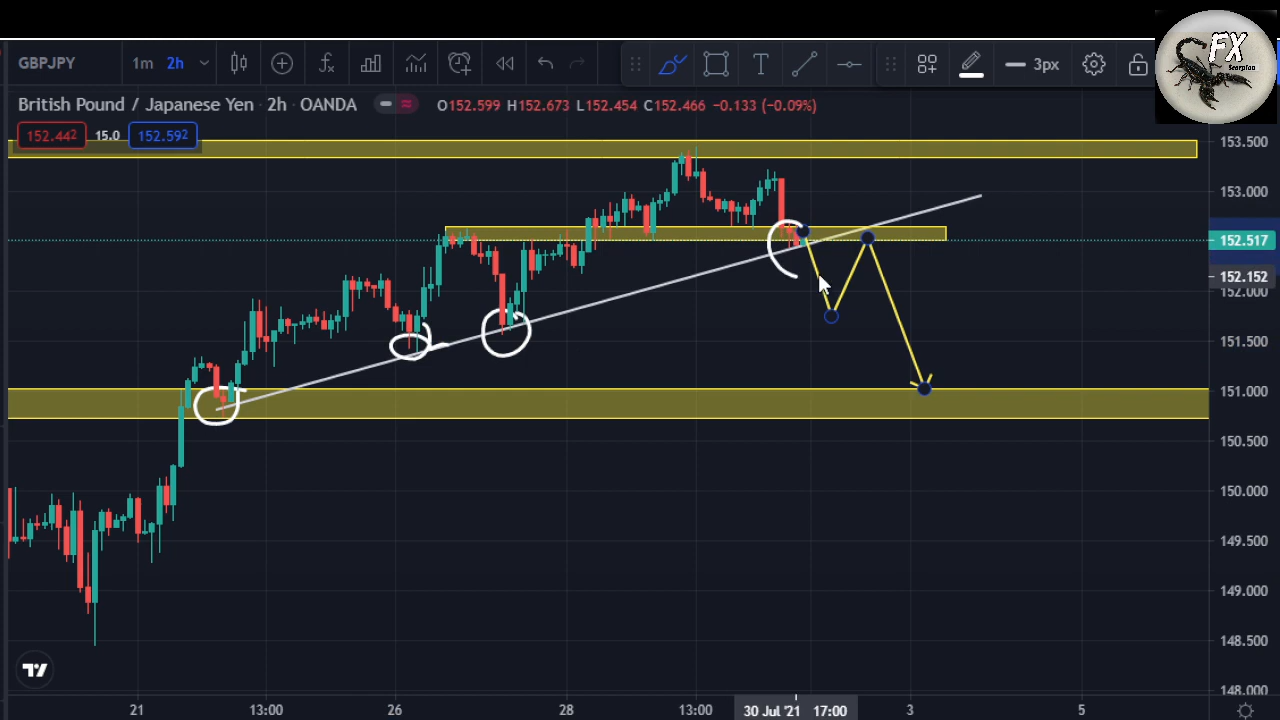 GBPJPY 1m 2h 3px
FX
Scorpion
British Pound / Japanese Yen · 2h · OANDA O152.599 H152.673 L152.454 C152.466 −0.133 (−0.09%)
152.442 15.0 152.592
153.500
153.000
152.517
152.152
152.000
151.500
151.000
150.500
150.000
149.500
149.000
148.500
148.000
21 13:00 26 28 13:00 30 Jul '21 17:00 3 5